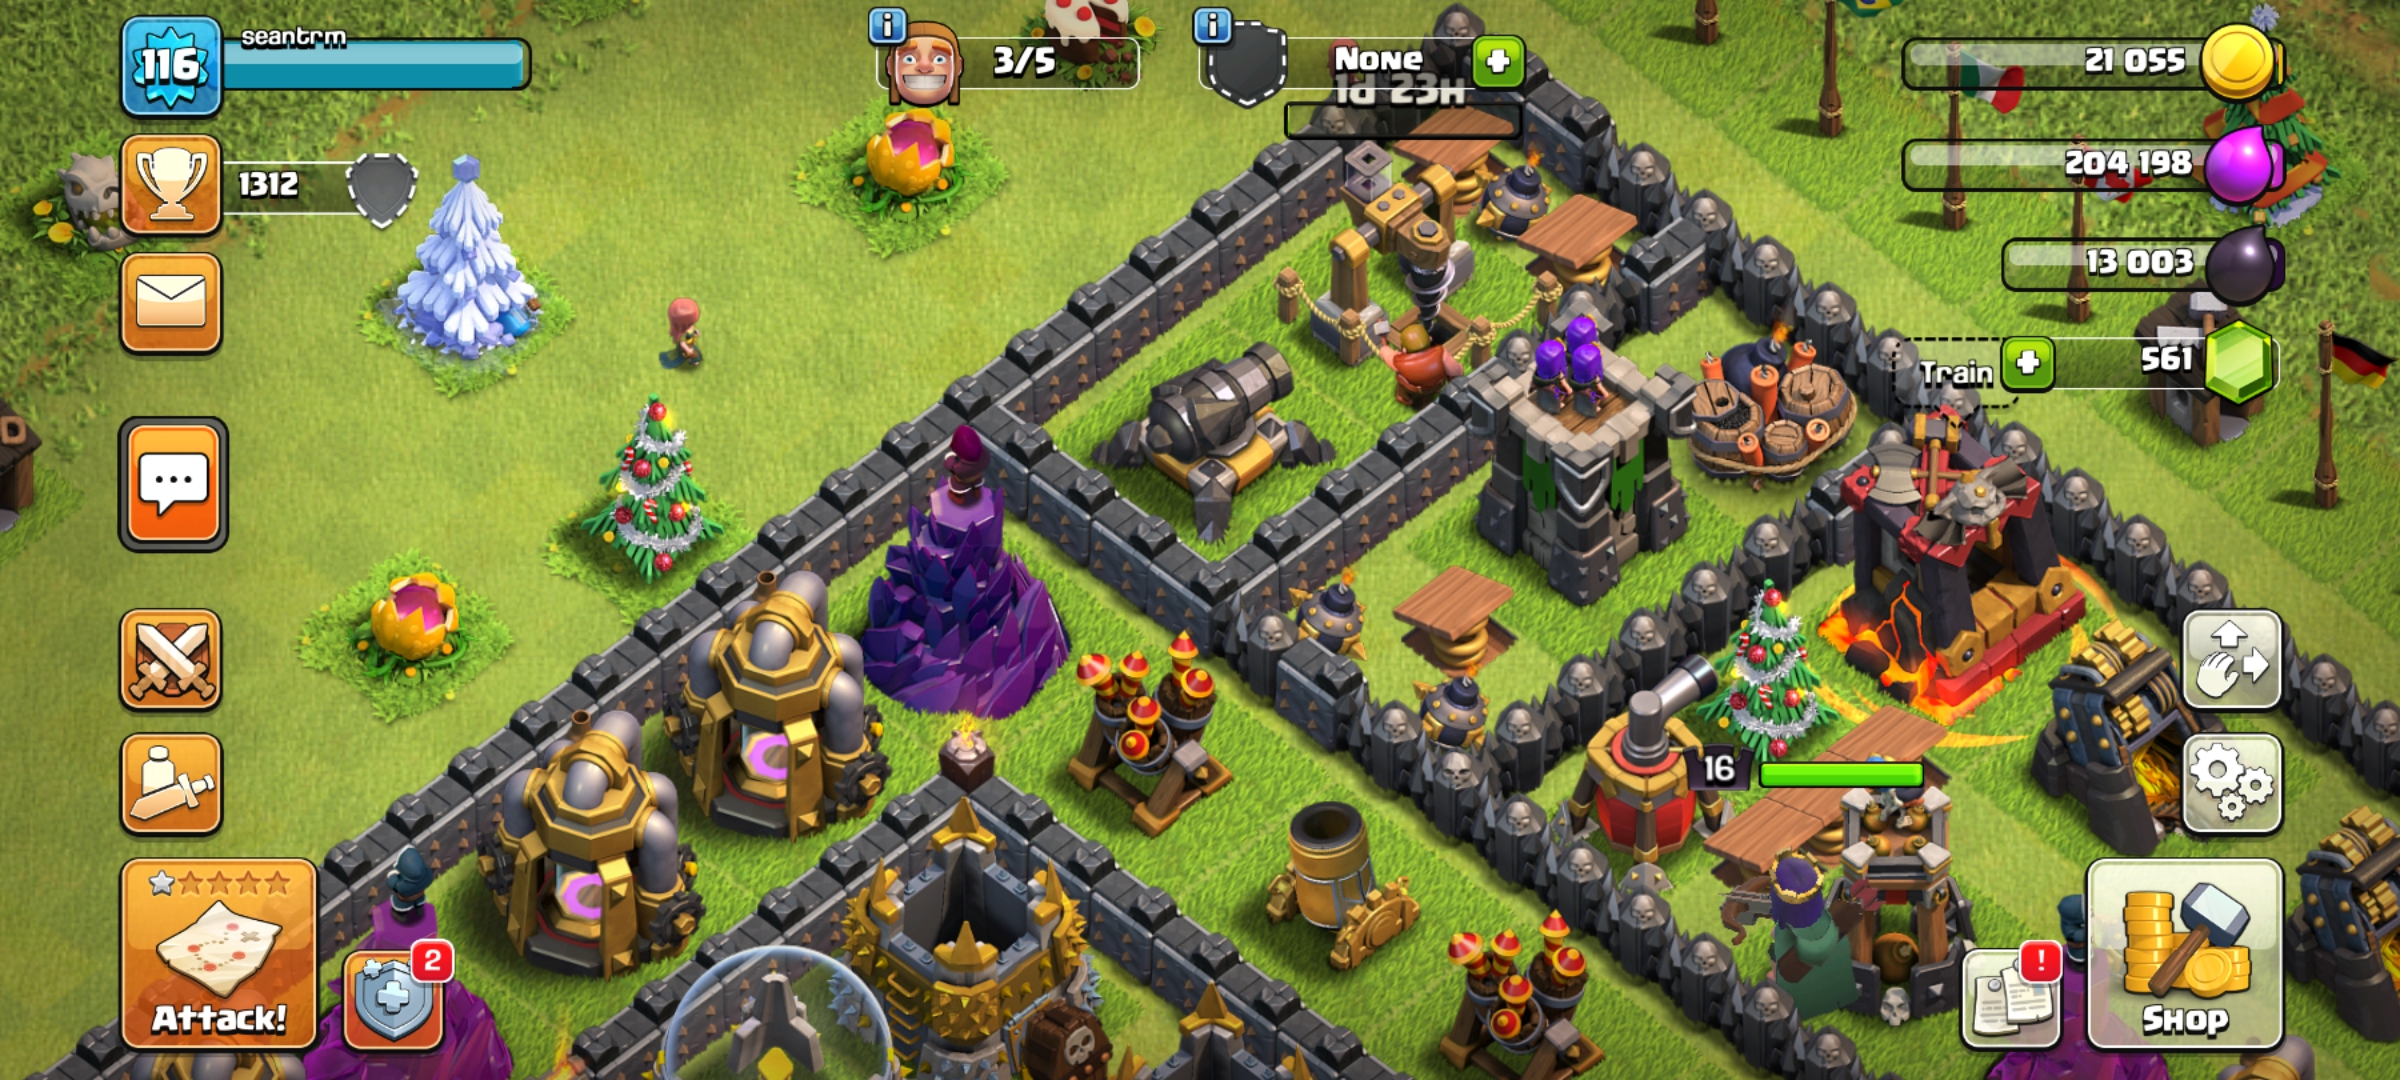 116
seantrm
3/5
None
1d 23H
21 055
1312
204 198
13 003
Train
561
16
Attack!
2
!
Shop